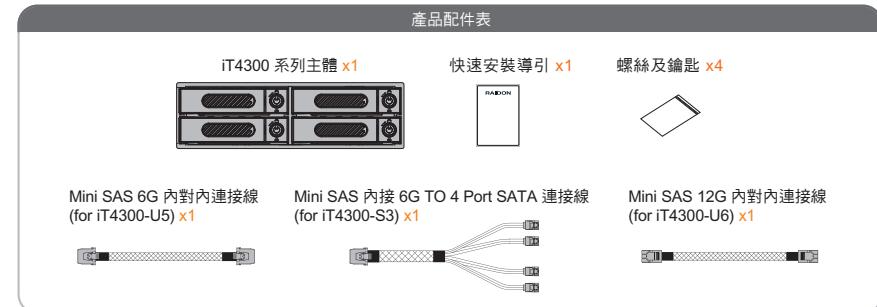 產品配件表
iT4300 系列主體 x1
快速安裝導引 x1
螺絲及鑰匙 x4
RAIDON
Mini SAS 6G 內對內連接線
(for iT4300-U5) x1
Mini SAS 內接 6G TO 4 Port SATA 連接線
(for iT4300-S3) x1
Mini SAS 12G 內對內連接線
(for iT4300-U6) x1